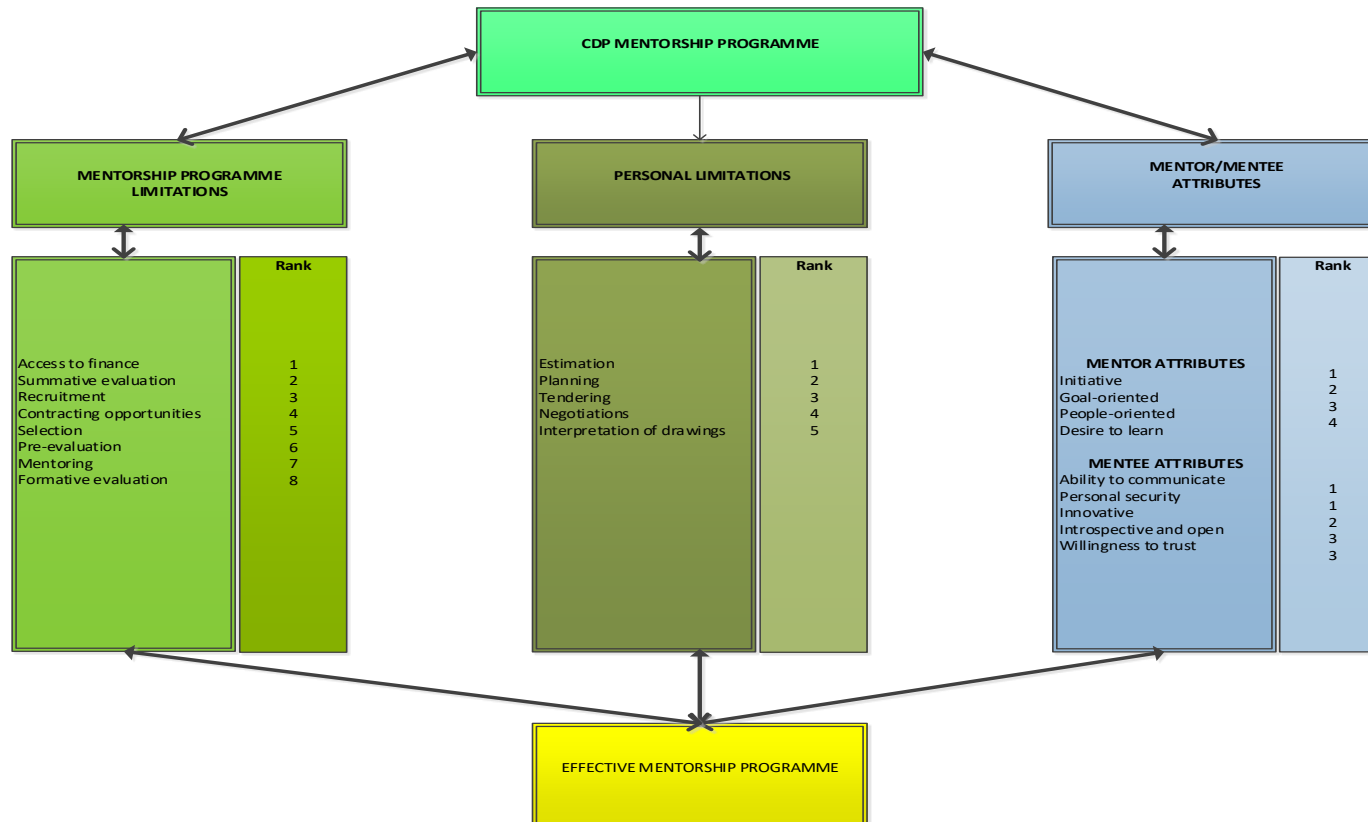 CDP MENTORSHIP PROGRAMME
MENTORSHIP PROGRAMME
LIMITATIONS
PERSONAL LIMITATIONS
MENTOR/MENTEE
ATTRIBUTES
Rank
Access to finance 1
Summative evaluation 2
Recruitment 3
Contracting opportunities 4
Selection 5
Pre-evaluation 6
Mentoring 7
Formative evaluation 8
Rank
Estimation 1
Planning 2
Tendering 3
Negotiations 4
Interpretation of drawings 5
Rank
MENTOR ATTRIBUTES
Initiative 1
Goal-oriented 2
People-oriented 3
Desire to learn 4
MENTEE ATTRIBUTES
Ability to communicate 1
Personal security 1
Innovative 2
Introspective and open 3
Willingness to trust 3
EFFECTIVE MENTORSHIP PROGRAMME